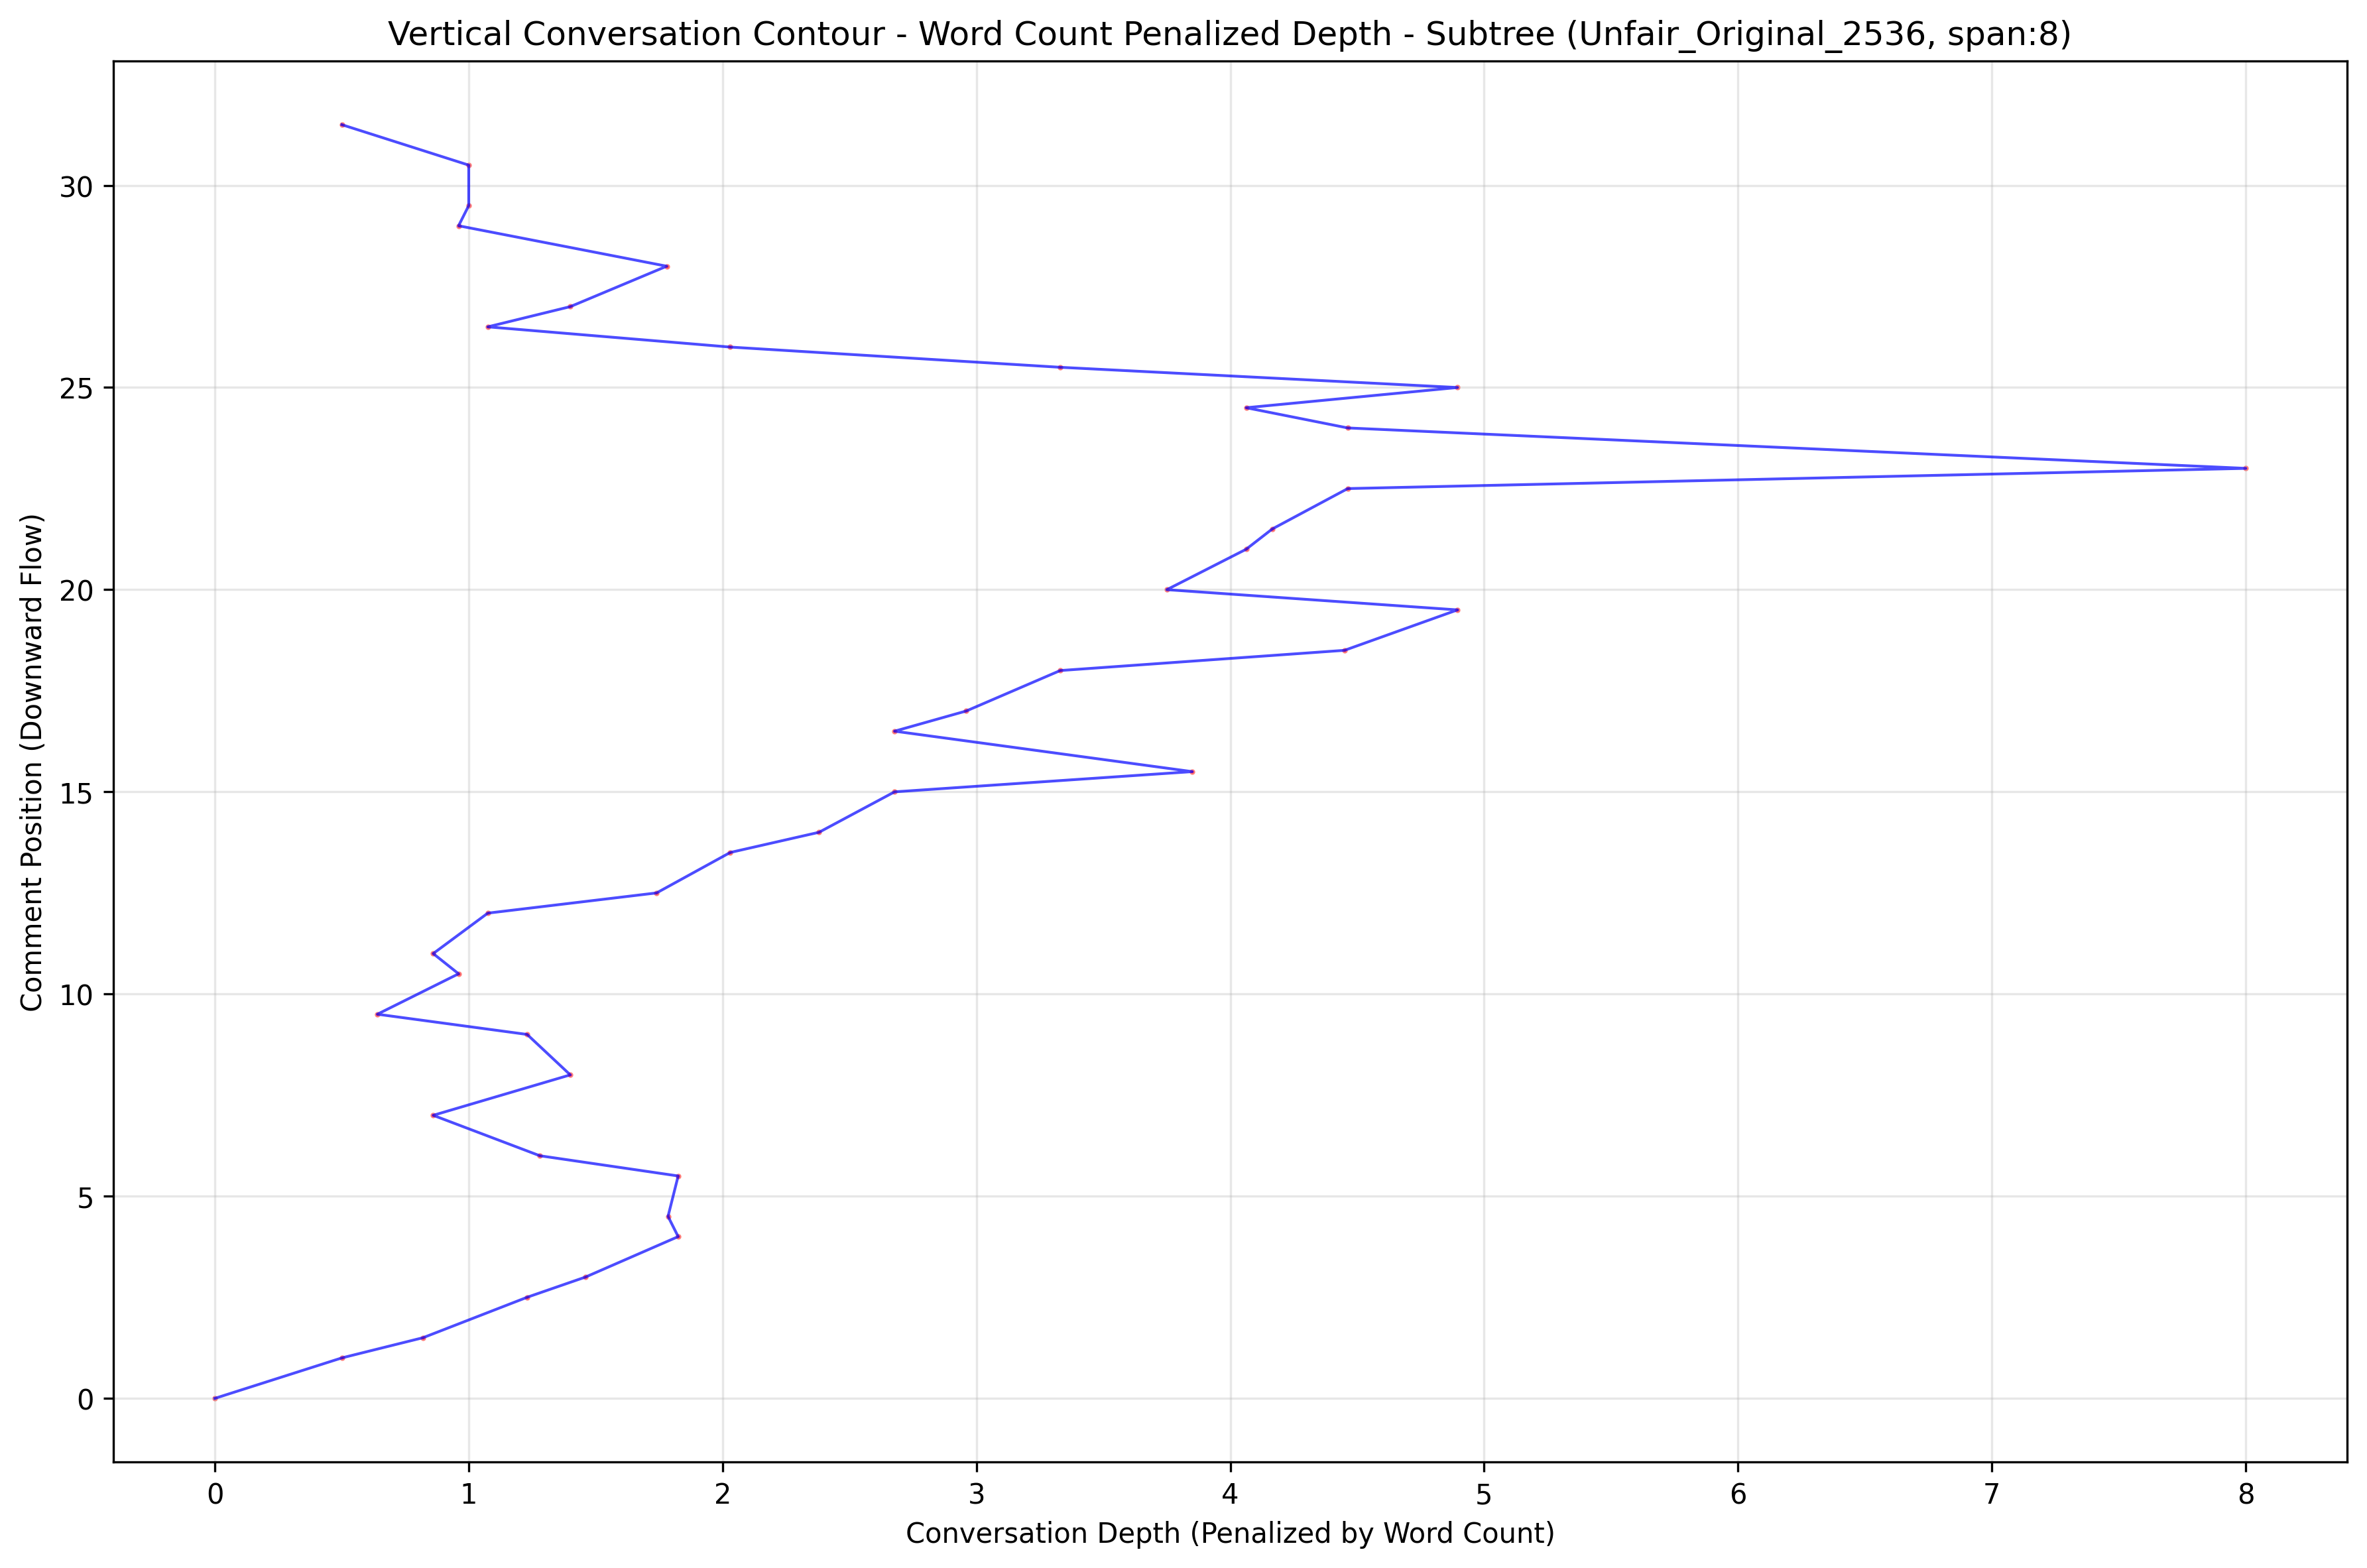 Vertical Conversation Contour - Word Count Penalized Depth - Subtree (Unfair_Original_2536, span:8)
Comment Position (Downward Flow)
30
25
20
15
10
5
0
0 1 2 3 4 5 6 7 8
Conversation Depth (Penalized by Word Count)